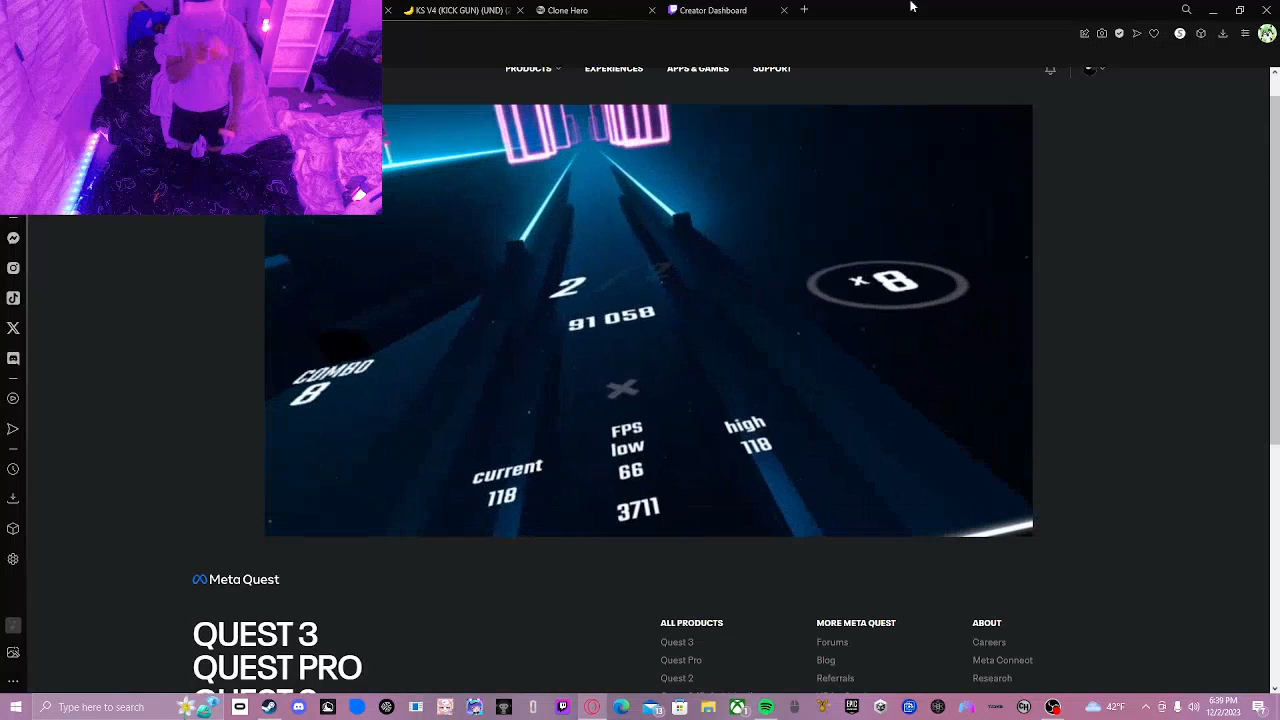 KS V4 (KICK GUN) (UND) (
Clone Hero
Creator Dashboard
PRODUCTS
EXPERIENCES
APPS & GAMES
SUPPORT
x8
2
91 058
COMBO
8
FPS
low
66
high
118
current
118
3711
Meta Quest
QUEST 3
QUEST PRO
ALL PRODUCTS
Quest 3
Quest Pro
Quest 2
MORE META QUEST
Forums
Blog
Referrals
ABOUT
Careers
Meta Connect
Research
Type here to search
6:29 PM
12/2/2023